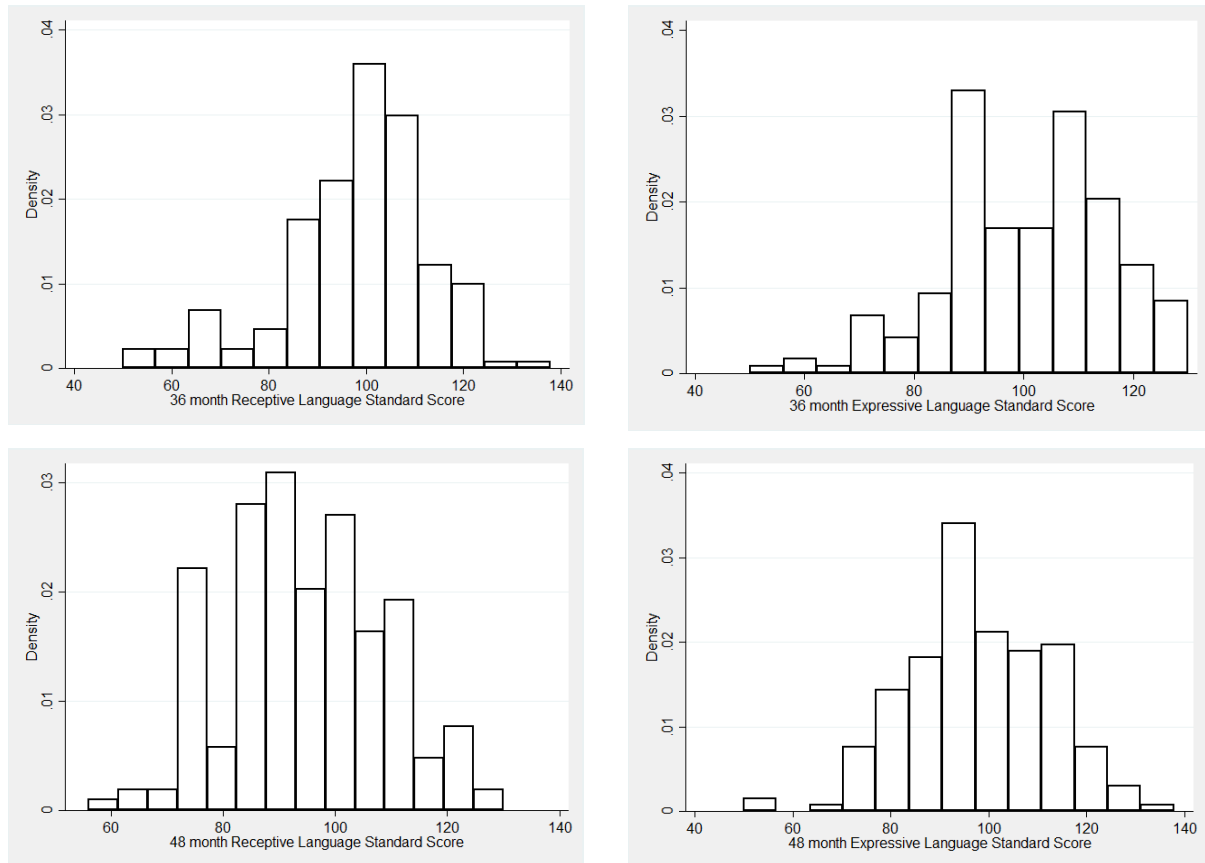 .04
.03
.02
.01
0
Density
40 60 80 100 120 140
36 month Receptive Language Standard Score
.04
.03
.02
.01
0
Density
40 60 80 100 120
36 month Expressive Language Standard Score
.03
.02
.01
0
Density
60 80 100 120 140
48 month Receptive Language Standard Score
.04
.03
.02
.01
0
Density
40 60 80 100 120 140
48 month Expressive Language Standard Score